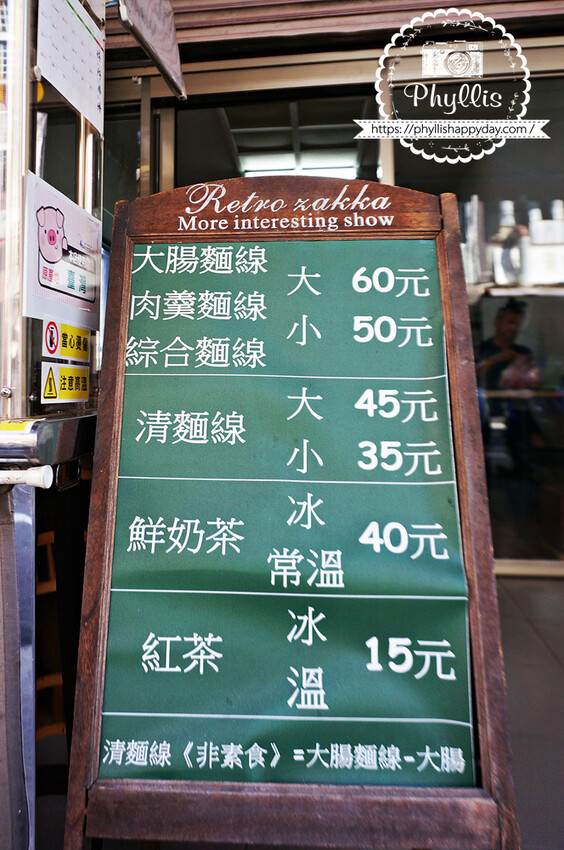 Phyllis
https://phyllishappyday.com/
Retro zakka
More interesting show
大腸麵線
肉羹麵線
綜合麵線
大 60元
小 50元
清麵線
大 45元
小 35元
鮮奶茶
冰
常溫
40元
紅茶
冰
溫
15元
清麵線《非素食》=大腸麵線-大腸
當心燙傷
注意高溫